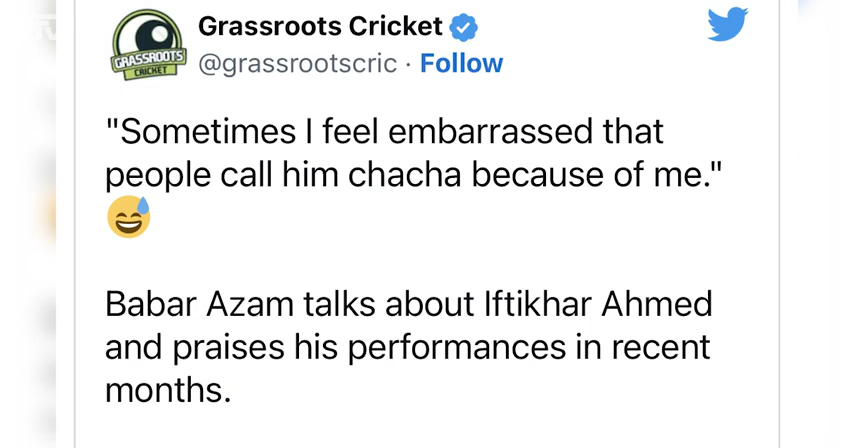 GRASSROOTS
CRICKET
Grassroots Cricket
@grassrootscric · Follow
"Sometimes I feel embarrassed that
people call him chacha because of me."
😅
Babar Azam talks about Iftikhar Ahmed
and praises his performances in recent
months.